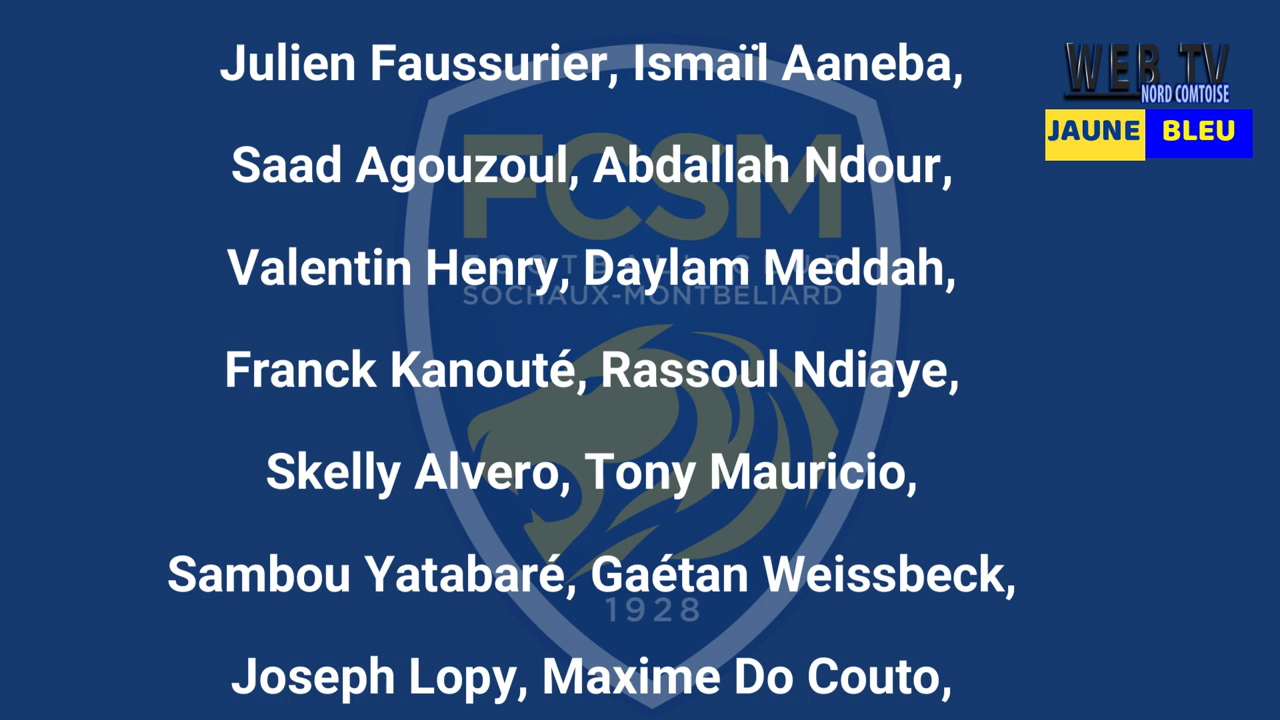 Julien Faussurier, Ismaïl Aaneba,
WEB TV
NORD COMTOISE
JAUNE BLEU
FCSM
Saad Agouzoul, Abdallah Ndour,
Valentin Henry, Daylam Meddah,
FOOTBALL CLUB
SOCHAUX-MONTBELIARD
Franck Kanouté, Rassoul Ndiaye,
Skelly Alvero, Tony Mauricio,
Sambou Yatabaré, Gaétan Weissbeck,
1928
Joseph Lopy, Maxime Do Couto,